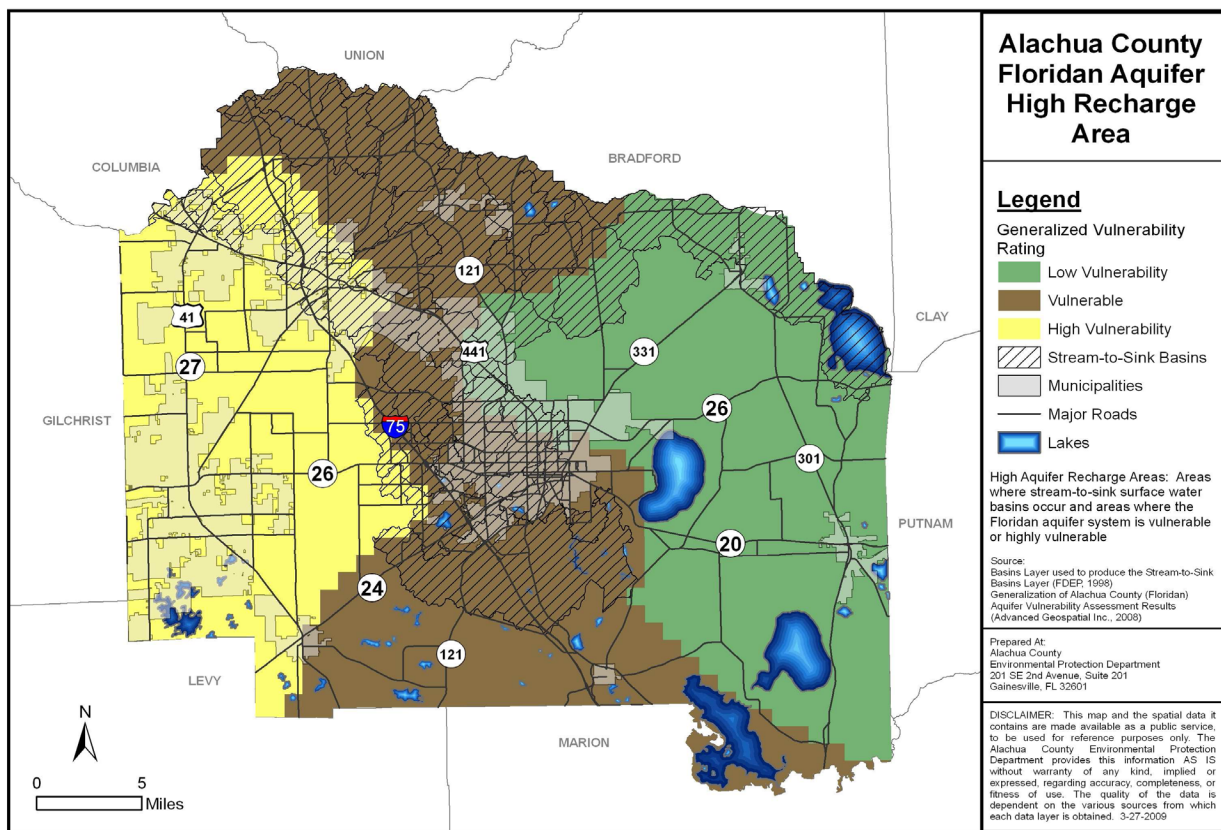 UNION
COLUMBIA
BRADFORD
121
41
27
441
331
CLAY
GILCHRIST
75
26
26
301
20
PUTNAM
24
121
LEVY
MARION
N
0 5
Miles
Alachua County
Floridan Aquifer
High Recharge
Area
Legend
Generalized Vulnerability
Rating
Low Vulnerability
Vulnerable
High Vulnerability
Stream-to-Sink Basins
Municipalities
Major Roads
Lakes
High Aquifer Recharge Areas: Areas
where stream-to-sink surface water
basins occur and areas where the
Floridan aquifer system is vulnerable
or highly vulnerable
Source:
Basins Layer used to produce the Stream-to-Sink
Basins Layer (FDEP, 1998)
Generalization of Alachua County (Floridan)
Aquifer Vulnerability Assessment Results
(Advanced Geospatial Inc., 2008)
Prepared At:
Alachua County
Environmental Protection Department
201 SE 2nd Avenue, Suite 201
Gainesville, FL 32601
DISCLAIMER: This map and the spatial data it
contains are made available as a public service,
to be used for reference purposes only. The
Alachua County Environmental Protection
Department provides this information AS IS
without warranty of any kind, implied or
expressed, regarding accuracy, completeness, or
fitness of use. The quality of the data is
dependent on the various sources from which
each data layer is obtained. 3-27-2009